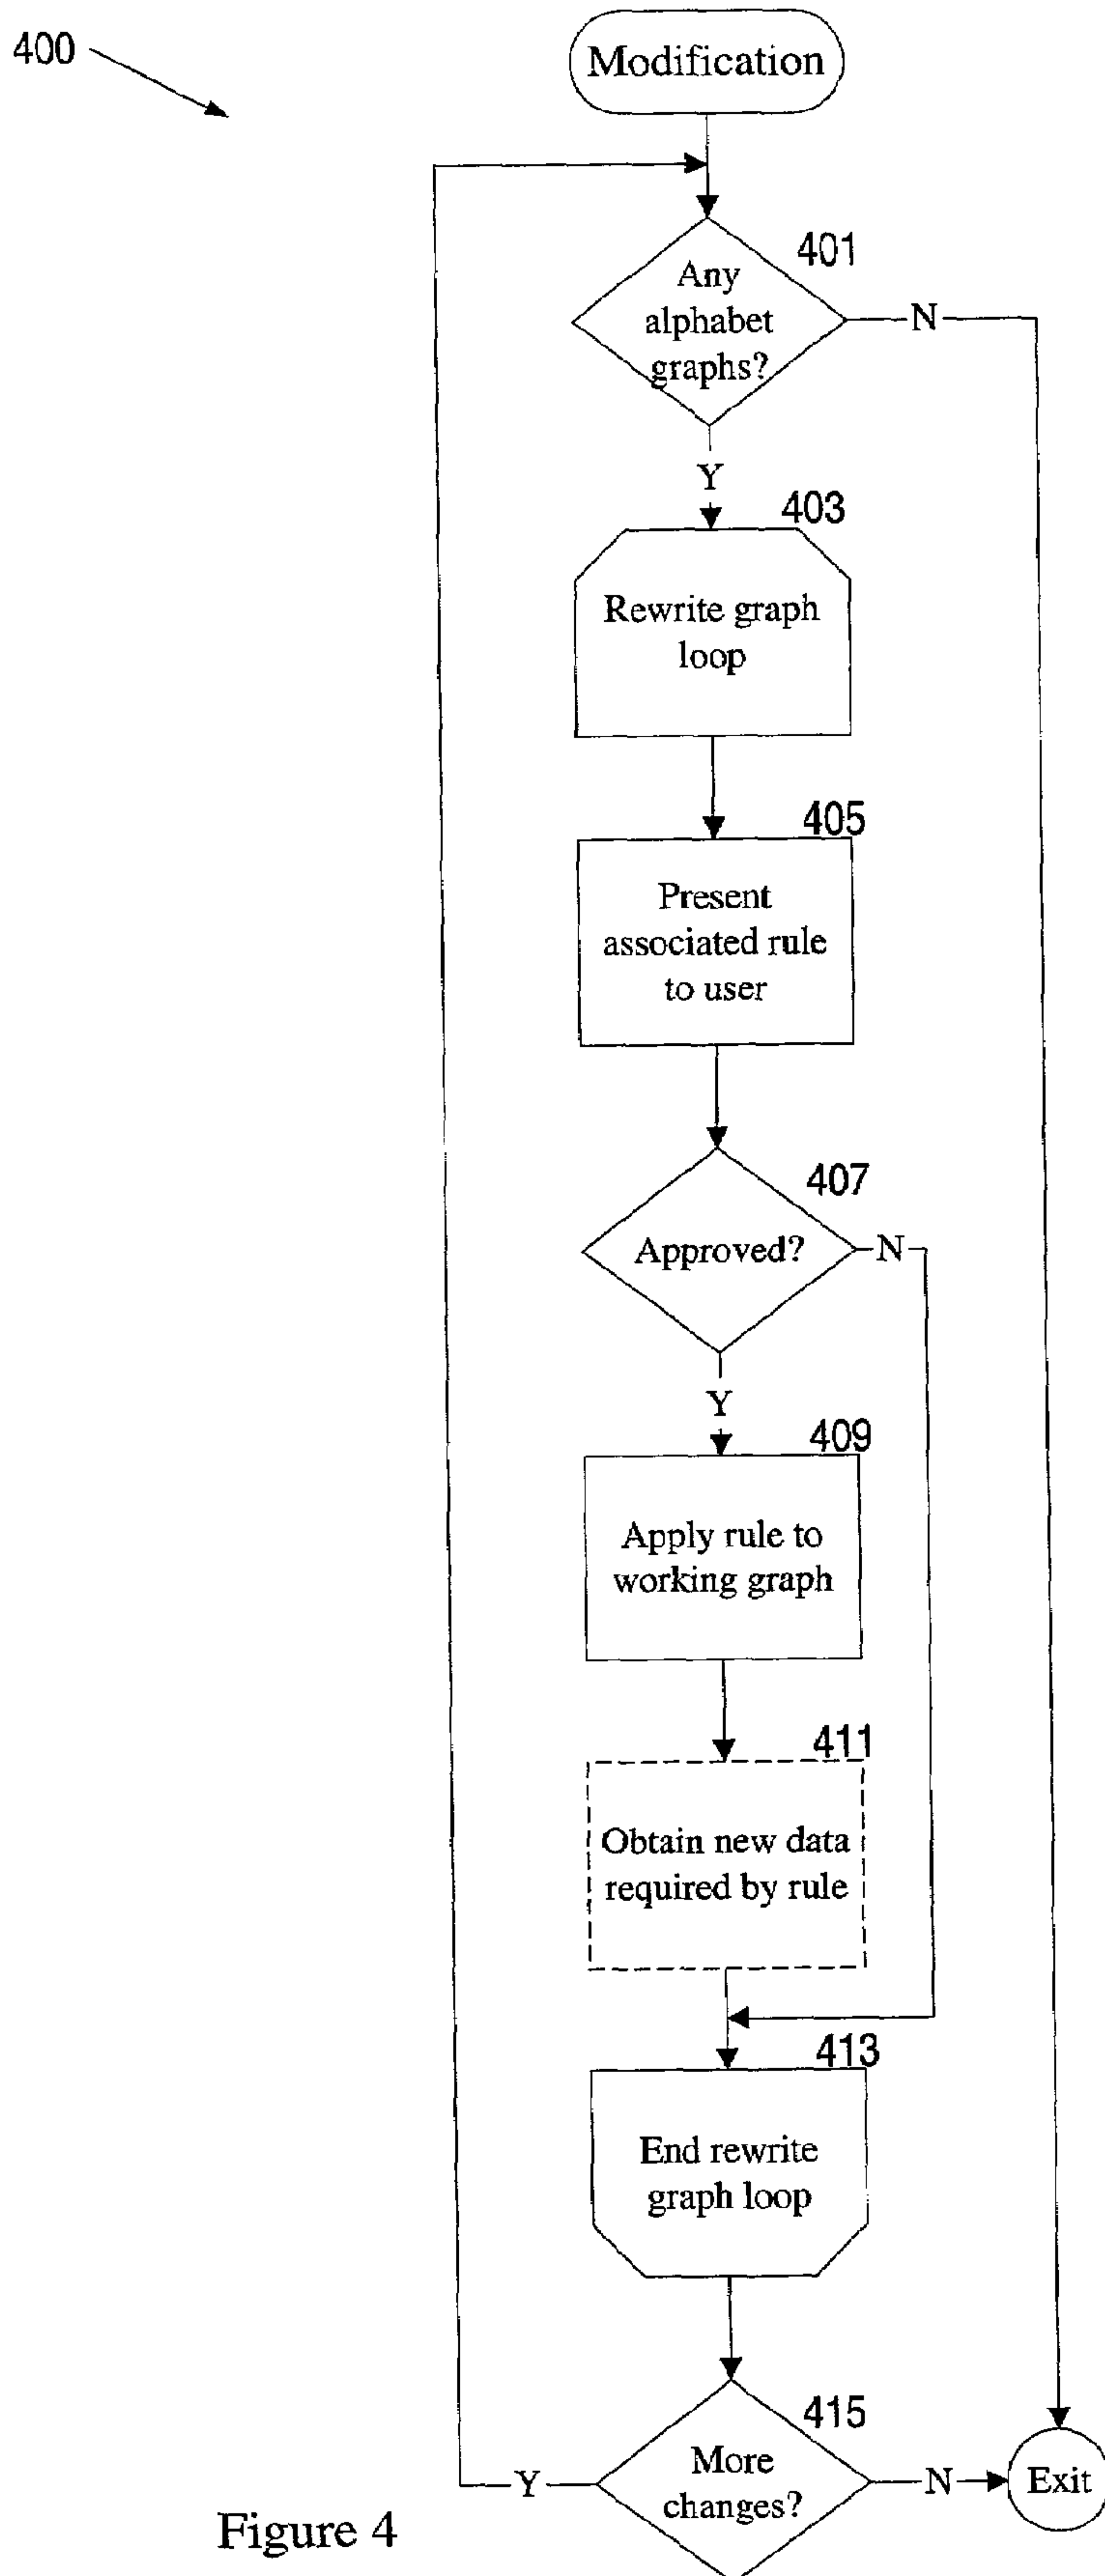 400
Modification
401
Any
alphabet
graphs?
N
Y
403
Rewrite graph
loop
405
Present
associated rule
to user
407
Approved?
N
Y
409
Apply rule to
working graph
411
Obtain new data
required by rule
413
End rewrite
graph loop
415
More
changes?
Y
N
Exit
Figure 4